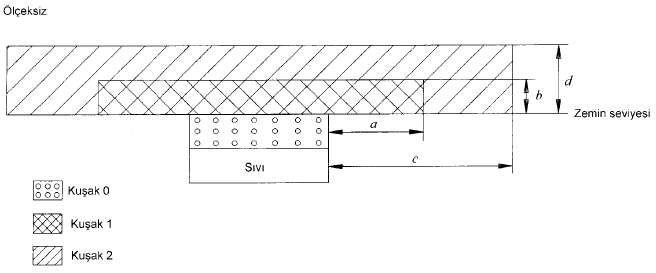 Ölçeksiz
d
b
Zemin seviyesi
a
c
Sıvı
Kuşak 0
Kuşak 1
Kuşak 2